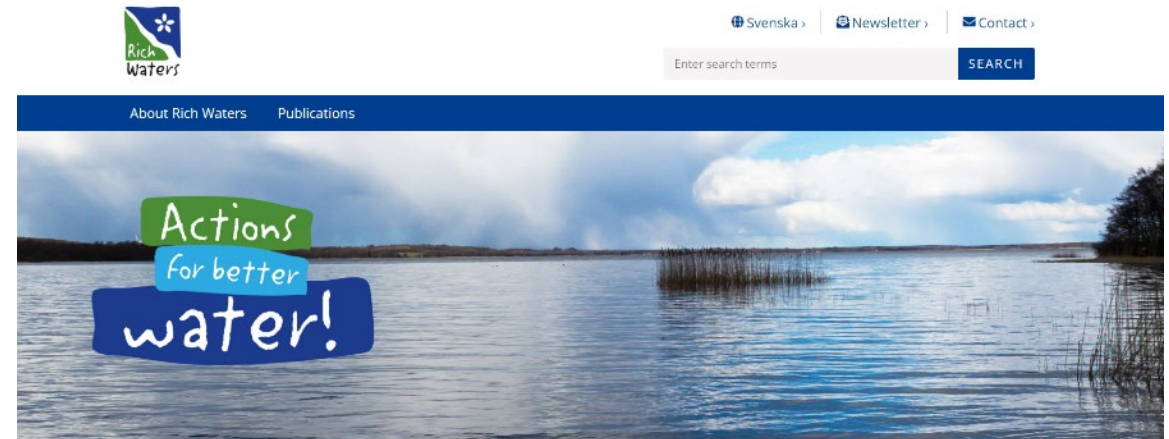 Rich
Waters
Svenska ›
Newsletter ›
Contact ›
Enter search terms
SEARCH
About Rich Waters
Publications
Actions
for better
water!